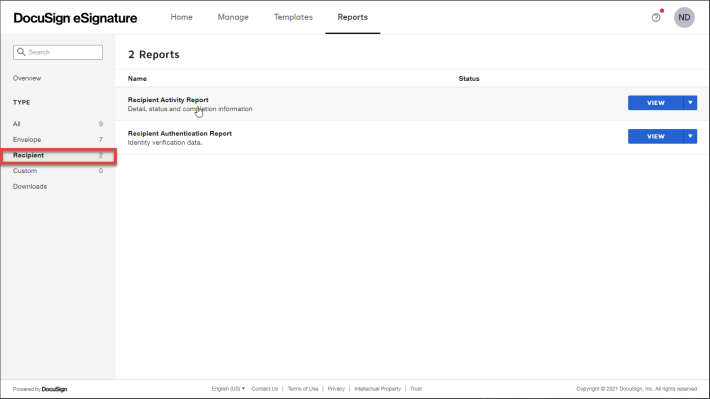 DocuSign eSignature
Home Manage Templates Reports
ND
Search
Overview
TYPE
All 9
Envelope 7
Recipient 2
Custom 0
Downloads
2 Reports
Name Status
Recipient Activity Report
Detail, status and completion information
VIEW
Recipient Authentication Report
Identity verification data.
VIEW
Powered by DocuSign
English (US) ▼ Contact Us | Terms of Use | Privacy | Intellectual Property | Trust
Copyright © 2021 DocuSign, Inc. All rights reserved